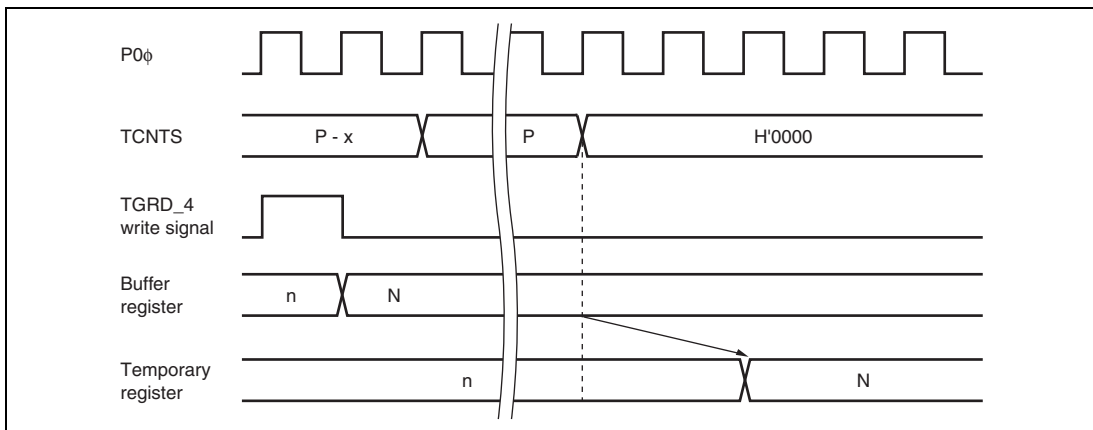 P0ϕ
TCNTS
P - x
P
H'0000
TGRD_4
write signal
Buffer
register
n
N
Temporary
register
n
N